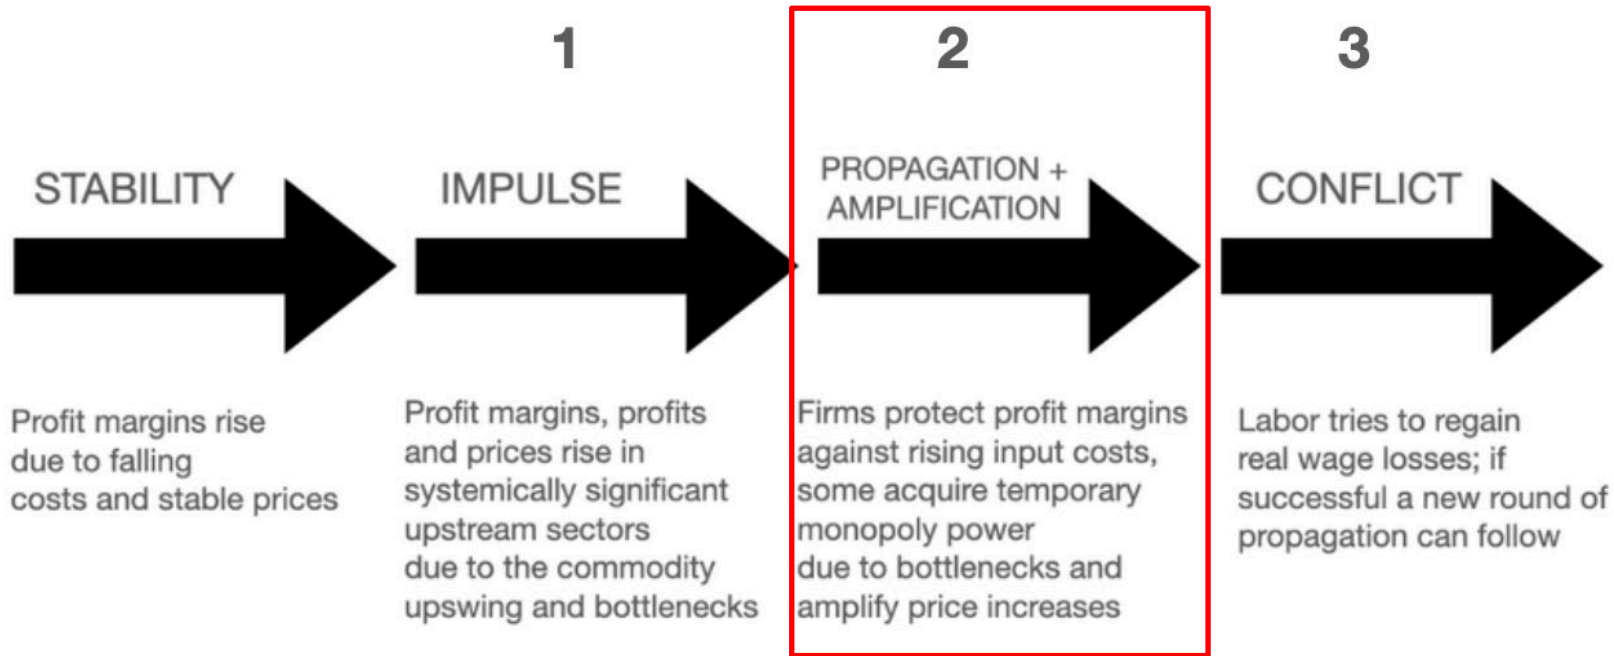 1
2
3
STABILITY
IMPULSE
PROPAGATION +
AMPLIFICATION
CONFLICT
Profit margins rise
due to falling
costs and stable prices
Profit margins, profits
and prices rise in
systemically significant
upstream sectors
due to the commodity
upswing and bottlenecks
Firms protect profit margins
against rising input costs,
some acquire temporary
monopoly power
due to bottlenecks and
amplify price increases
Labor tries to regain
real wage losses; if
successful a new round of
propagation can follow